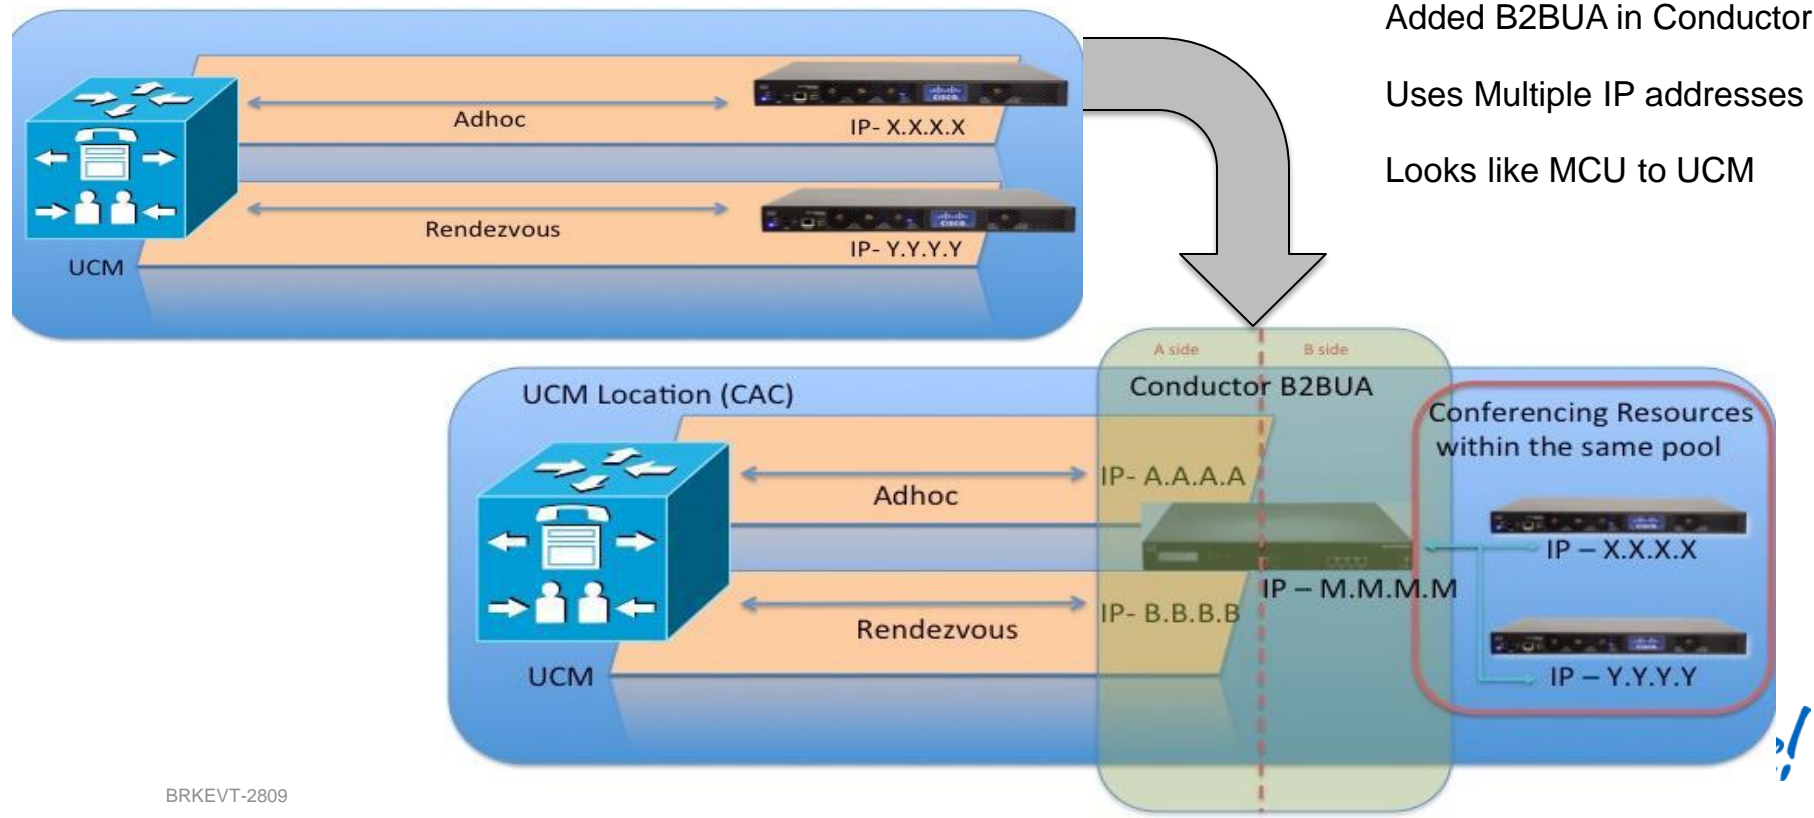 Added B2BUA in Conductor
Uses Multiple IP addresses
Looks like MCU to UCM
Adhoc
IP- X.X.X.X
Rendezvous
IP- Y.Y.Y.Y
UCM
A side
B side
UCM Location (CAC)
Conductor B2BUA
Conferencing Resources
within the same pool
Adhoc
IP- A.A.A.A
IP – X.X.X.X
IP – M.M.M.M
Rendezvous
IP- B.B.B.B
UCM
IP – Y.Y.Y.Y
BRKEVT-2809